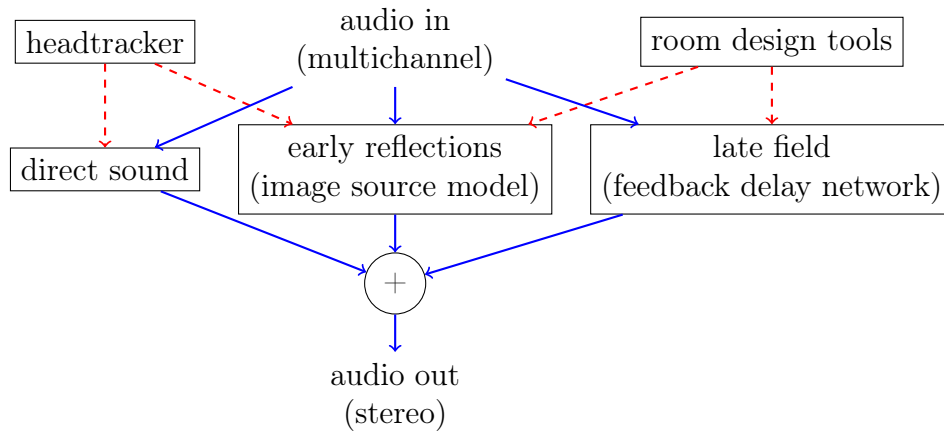 headtracker
audio in
(multichannel)
room design tools
direct sound
early reflections
(image source model)
late field
(feedback delay network)
+
audio out
(stereo)